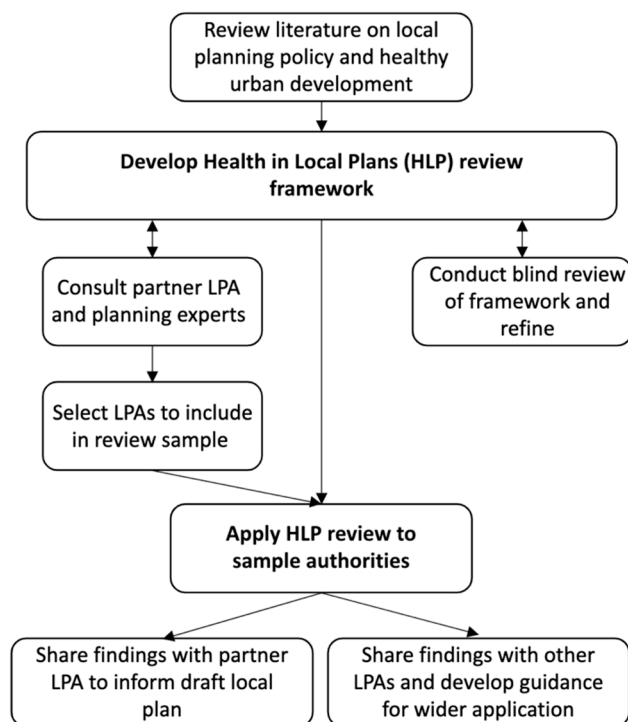 Review literature on local
planning policy and healthy
urban development
Develop Health in Local Plans (HLP) review
framework
Consult partner LPA
and planning experts
Conduct blind review
of framework and
refine
Select LPAs to include
in review sample
Apply HLP review to
sample authorities
Share findings with partner
LPA to inform draft local
plan
Share findings with other
LPAs and develop guidance
for wider application